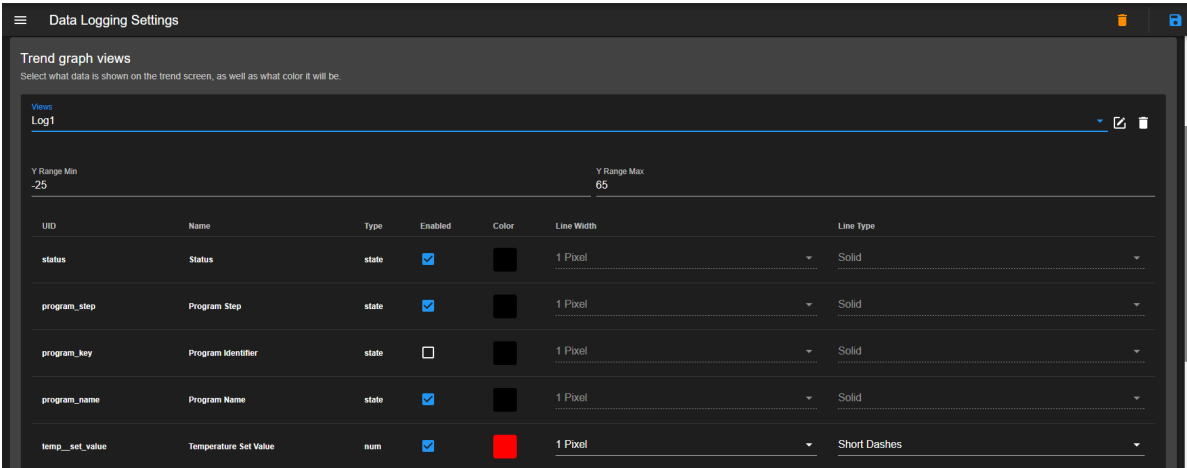 Data Logging Settings
Trend graph views
Select what data is shown on the trend screen, as well as what color it will be.
Views
Log1
Y Range Min Y Range Max
-25 65
UID Name Type Enabled Color Line Width Line Type
status Status state 1 Pixel Solid
program_step Program Step state 1 Pixel Solid
program_key Program Identifier state 1 Pixel Solid
program_name Program Name state 1 Pixel Solid
temp__set_value Temperature Set Value num 1 Pixel Short Dashes